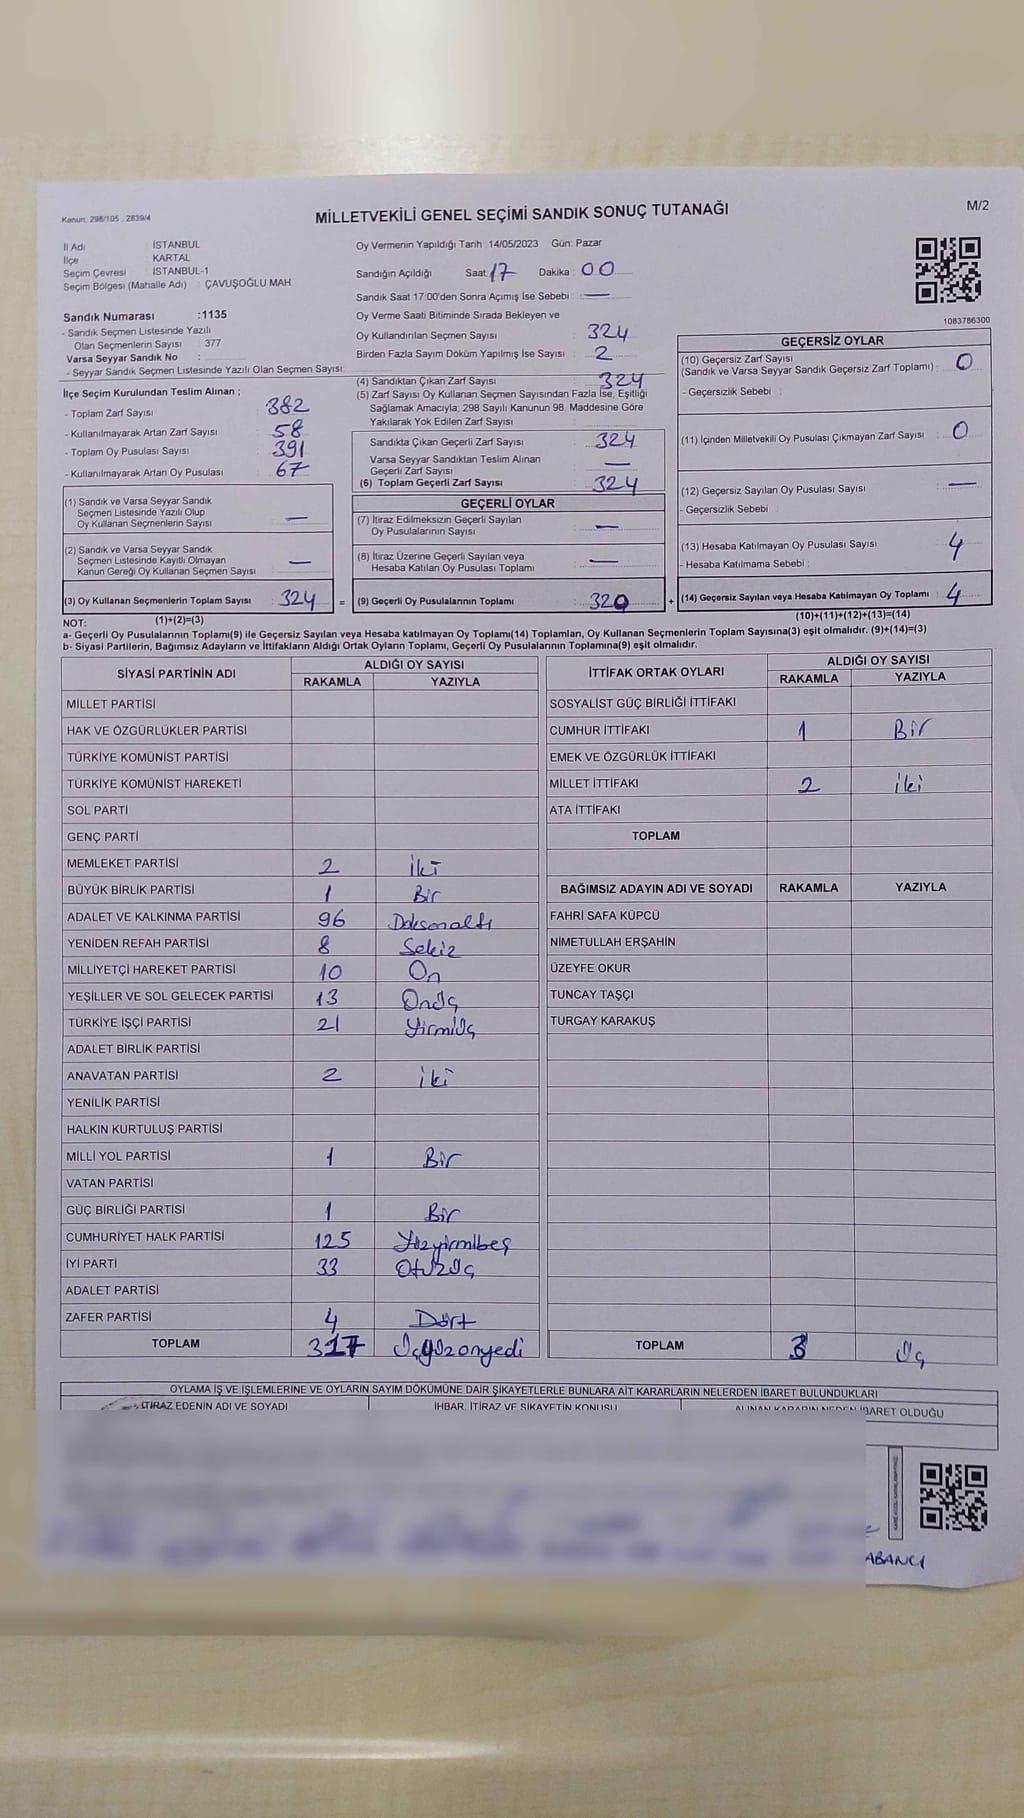 Kanun: 298/105 , 2839/4
MİLLETVEKİLİ GENEL SEÇİMİ SANDIK SONUÇ TUTANAĞI
M/2
İl Adı : İSTANBUL
İlçe : KARTAL
Seçim Çevresi : İSTANBUL-1
Seçim Bölgesi (Mahalle Adı) : ÇAVUŞOĞLU MAH.
Sandık Numarası :1135
- Sandık Seçmen Listesinde Yazılı
Olan Seçmenlerin Sayısı : 377
Varsa Seyyar Sandık No :
- Seyyar Sandık Seçmen Listesinde Yazılı Olan Seçmen Sayısı:
Oy Vermenin Yapıldığı Tarih :14/05/2023 Gün: Pazar
Sandığın Açıldığı Saat: 17 Dakika : 00
Sandık Saat 17:00'den Sonra Açımış İse Sebebi : —
Oy Verme Saati Bitiminde Sırada Bekleyen ve
Oy Kullandırılan Seçmen Sayısı : 324
Birden Fazla Sayım Döküm Yapılmış İse Sayısı : 2
1083786300
İlçe Seçim Kurulundan Teslim Alınan ;
- Toplam Zarf Sayısı : 382
- Kullanılmayarak Artan Zarf Sayısı : 58
- Toplam Oy Pusulası Sayısı : 391
- Kullanılmayarak Artan Oy Pusulası : 67
(4) Sandıktan Çıkan Zarf Sayısı : 324
(5) Zarf Sayısı Oy Kullanan Seçmen Sayısından Fazla İse, Eşitliği
Sağlamak Amacıyla; 298 Sayılı Kanunun 98. Maddesine Göre
Yakılarak Yok Edilen Zarf Sayısı :
Sandıkta Çıkan Geçerli Zarf Sayısı : 324
Varsa Seyyar Sandıktan Teslim Alınan
Geçerli Zarf Sayısı : —
(6) Toplam Geçerli Zarf Sayısı : 324
GEÇERSİZ OYLAR
(10) Geçersiz Zarf Sayısı
(Sandık ve Varsa Seyyar Sandık Geçersiz Zarf Toplamı) : 0
- Geçersizlik Sebebi :
(11) İçinden Milletvekili Oy Pusulası Çıkmayan Zarf Sayısı : 0
(12) Geçersiz Sayılan Oy Pusulası Sayısı : —
- Geçersizlik Sebebi :
(13) Hesaba Katılmayan Oy Pusulası Sayısı : 4
- Hesaba Katılmama Sebebi :
(14) Geçersiz Sayılan veya Hesaba Katılmayan Oy Toplamı : 4
(1) Sandık ve Varsa Seyyar Sandık
Seçmen Listesinde Yazılı Olup
Oy Kullanan Seçmenlerin Sayısı : —
(2) Sandık ve Varsa Seyyar Sandık
Seçmen Listesinde Kayıtlı Olmayan
Kanun Gereği Oy Kullanan Seçmen Sayısı : —
(3) Oy Kullanan Seçmenlerin Toplam Sayısı : 324 =
GEÇERLİ OYLAR
(7) İtiraz Edilmeksizin Geçerli Sayılan
Oy Pusulalarının Sayısı : —
(8) İtiraz Üzerine Geçerli Sayılan veya
Hesaba Katılan Oy Pusulası Toplamı : —
(9) Geçerli Oy Pusulalarının Toplamı : 320 +
NOT: (1)+(2)=(3)
(10)+(11)+(12)+(13)=(14)
a- Geçerli Oy Pusulalarının Toplamı(9) ile Geçersiz Sayılan veya Hesaba katılmayan Oy Toplamı(14) Toplamları, Oy Kullanan Seçmenlerin Toplam Sayısına(3) eşit olmalıdır. (9)+(14)=(3)
b- Siyasi Partilerin, Bağımsız Adayların ve İttifakların Aldığı Ortak Oyların Toplamı, Geçerli Oy Pusulalarının Toplamına(9) eşit olmalıdır.
SİYASİ PARTİNİN ADI ALDIĞI OY SAYISI
RAKAMLA YAZIYLA
MİLLET PARTİSİ
HAK VE ÖZGÜRLÜKLER PARTİSİ
TÜRKİYE KOMÜNİST PARTİSİ
TÜRKİYE KOMÜNİST HAREKETİ
SOL PARTİ
GENÇ PARTİ
MEMLEKET PARTİSİ 2 İki
BÜYÜK BİRLİK PARTİSİ 1 Bir
ADALET VE KALKINMA PARTİSİ 96 Doksanaltı
YENİDEN REFAH PARTİSİ 8 Sekiz
MİLLİYETÇİ HAREKET PARTİSİ 10 On
YEŞİLLER VE SOL GELECEK PARTİSİ 13 Onüç
TÜRKİYE İŞÇİ PARTİSİ 21 Yirmiüç
ADALET BİRLİK PARTİSİ
ANAVATAN PARTİSİ 2 iki
YENİLİK PARTİSİ
HALKIN KURTULUŞ PARTİSİ
MİLLİ YOL PARTİSİ 1 Bir
VATAN PARTİSİ
GÜÇ BİRLİĞİ PARTİSİ 1 Bir
CUMHURİYET HALK PARTİSİ 125 Yüzyirmibeş
İYİ PARTİ 33 Otuzüç
ADALET PARTİSİ
ZAFER PARTİSİ 4 Dört
TOPLAM 317 Üçyüzonyedi
İTTİFAK ORTAK OYLARI ALDIĞI OY SAYISI
RAKAMLA YAZIYLA
SOSYALİST GÜÇ BİRLİĞİ İTTİFAKI
CUMHUR İTTİFAKI 1 Bir
EMEK VE ÖZGÜRLÜK İTTİFAKI
MİLLET İTTİFAKI 2 iki
ATA İTTİFAKI
TOPLAM
BAĞIMSIZ ADAYIN ADI VE SOYADI RAKAMLA YAZIYLA
FAHRİ SAFA KÜPCÜ
NİMETULLAH ERŞAHİN
ÜZEYFE OKUR
TUNCAY TAŞÇI
TURGAY KARAKUŞ
TOPLAM 3 Üç
OYLAMA İŞ VE İŞLEMLERİNE VE OYLARIN SAYIM DÖKÜMÜNE DAİR ŞİKAYETLERLE BUNLARA AİT KARARLARIN NELERDEN İBARET BULUNDUKLARI
İTİRAZ EDENİN ADI VE SOYADI İHBAR, İTİRAZ VE ŞİKAYETİN KONUSU ALINAN KARARIN NEDEN İBARET OLDUĞU
ABANCI